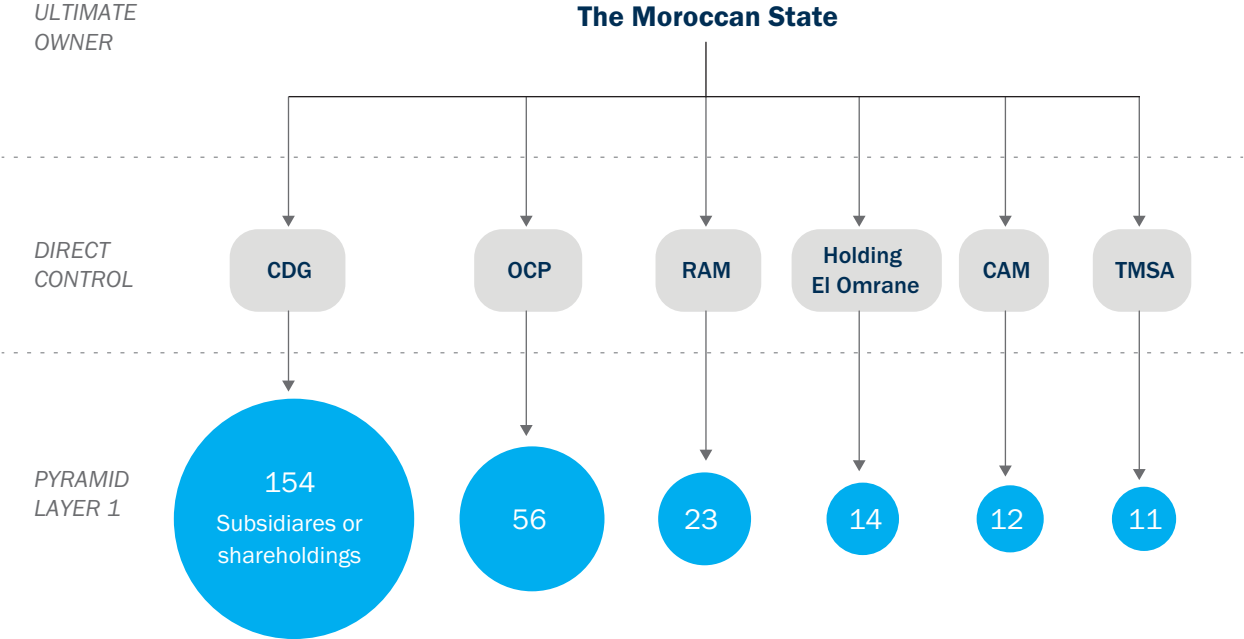 ULTIMATE
OWNER
The Moroccan State
DIRECT
CONTROL
CDG
OCP
RAM
Holding
El Omrane
CAM
TMSA
PYRAMID
LAYER 1
154
Subsidiares or
shareholdings
56
23
14
12
11